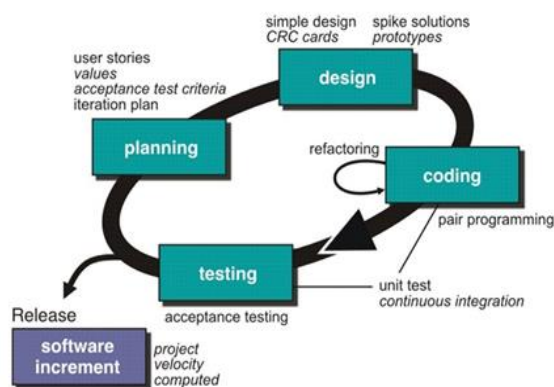 simple design
CRC cards
spike solutions
prototypes
design
user stories
values
acceptance test criteria
iteration plan
planning
refactoring
coding
pair programming
testing
acceptance testing
unit test
continuous integration
Release
software
increment
project
velocity
computed